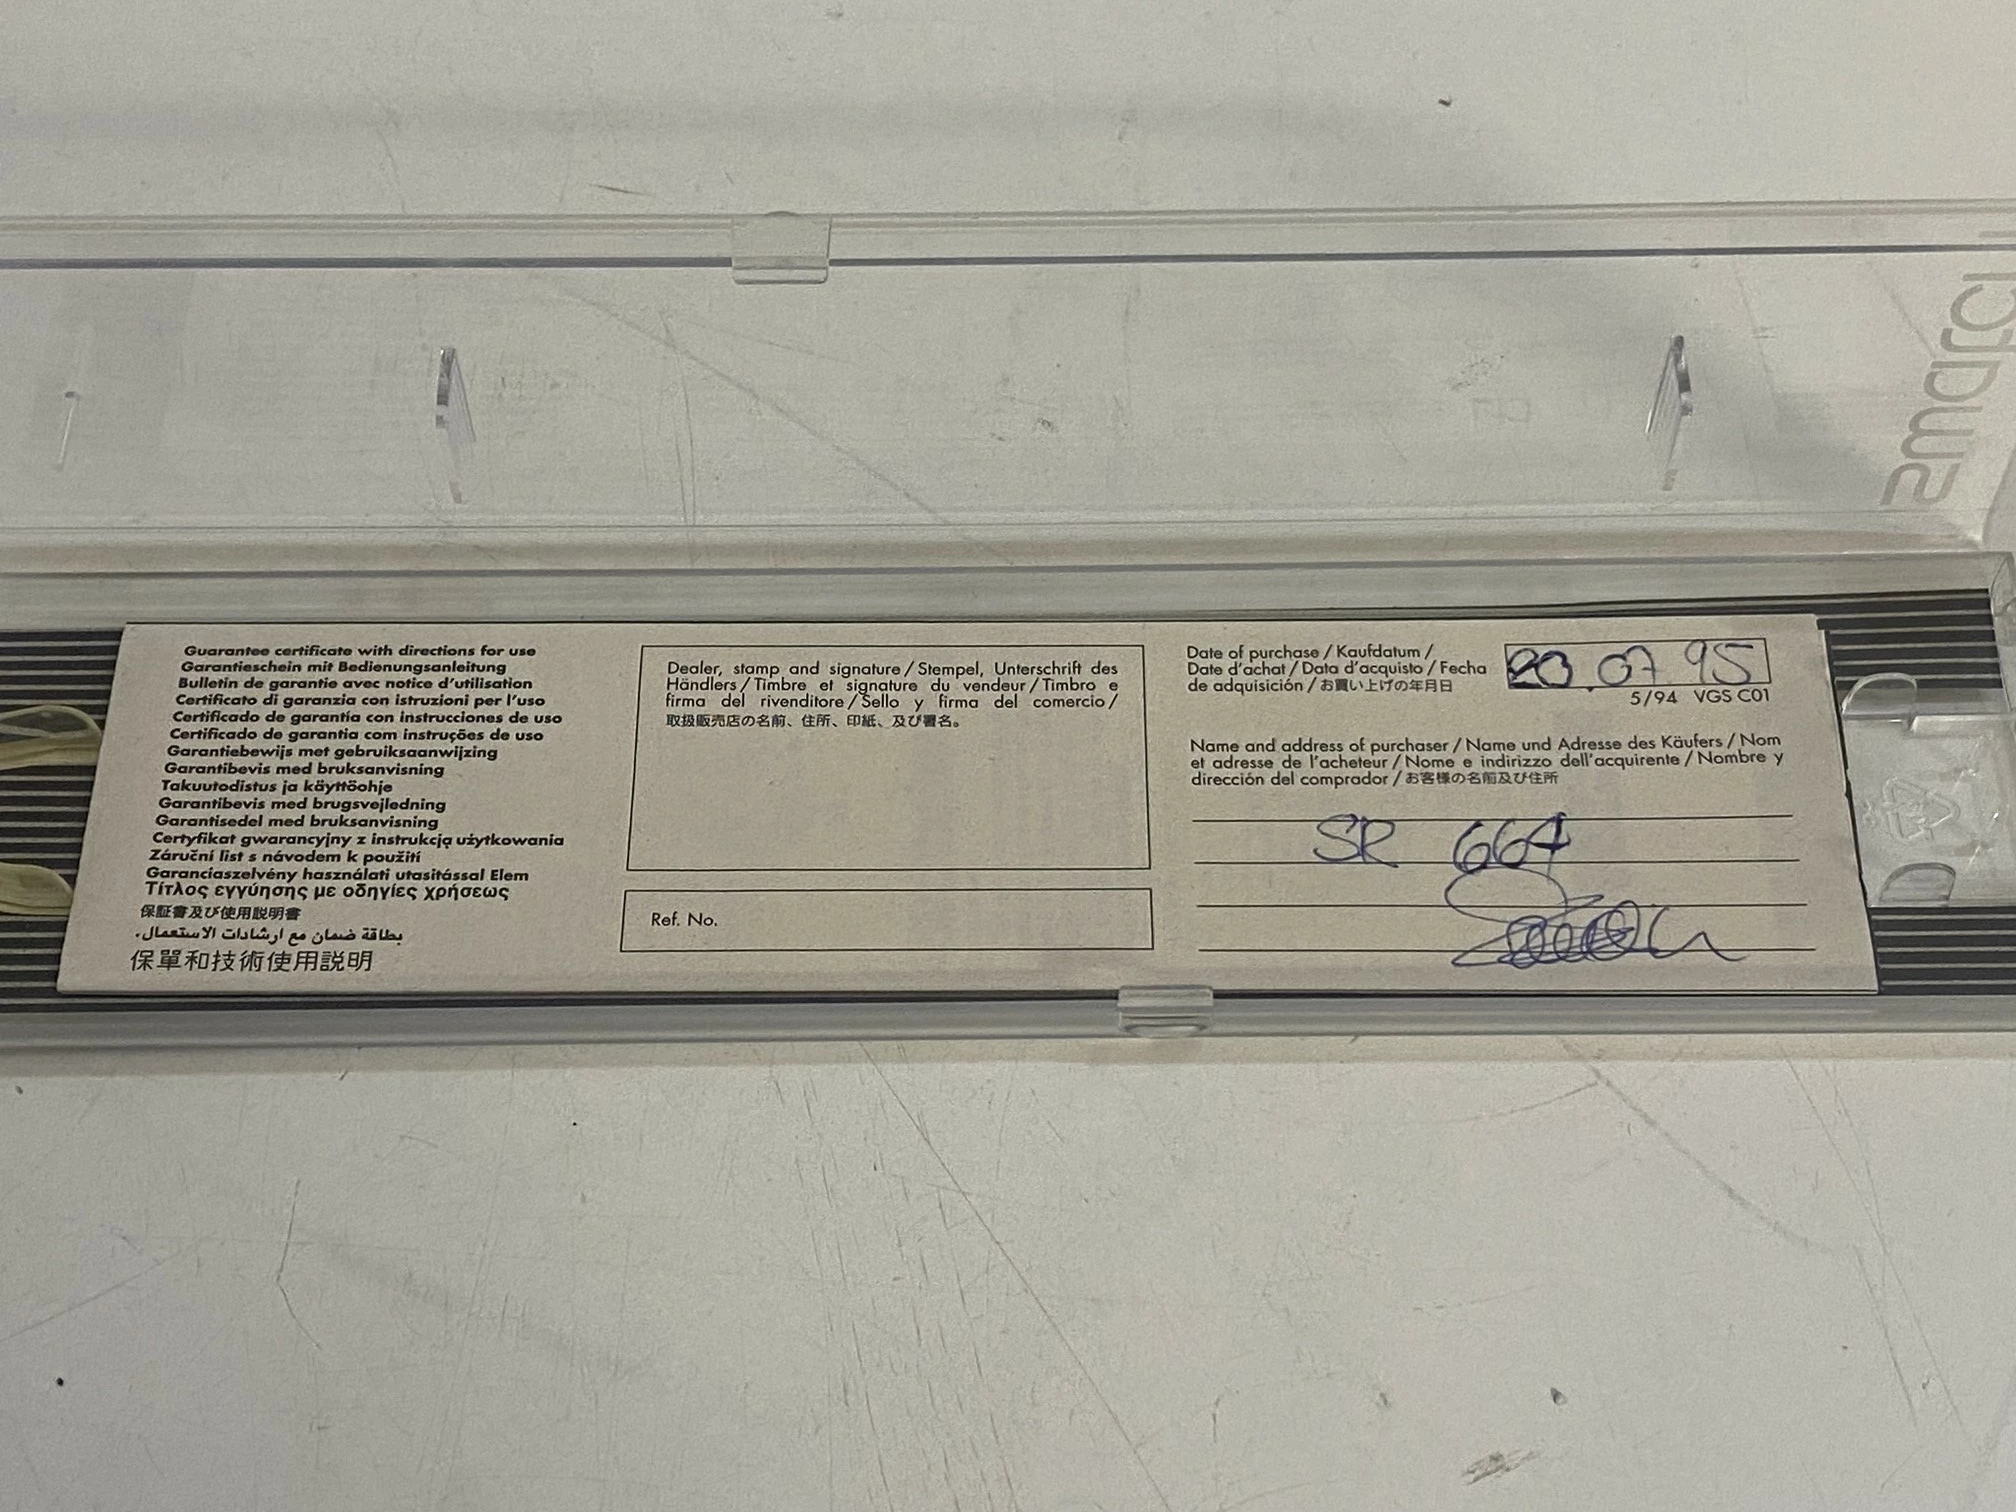 swatch
Guarantee certificate with directions for use
Garantieschein mit Bedienungsanleitung
Bulletin de garantie avec notice d'utilisation
Certificato di garanzia con istruzioni per l'uso
Certificado de garantía con instrucciones de uso
Certificado de garantia com instruções de uso
Garantiebewijs met gebruiksaanwijzing
Garantibevis med bruksanvisning
Takuutodistus ja käyttöohje
Garantibevis med brugsvejledning
Garantisedel med bruksanvisning
Certyfikat gwarancyjny z instrukcją użytkowania
Záruční list s návodem k použití
Garanciaszelvény használati utasitással Elem
Τίτλος εγγύησης με οδηγίες χρήσεως
保証書及び使用説明書
بطاقة ضمان مع ارشادات الاستعمال.
保單和技術使用説明
Dealer, stamp and signature / Stempel, Unterschrift des
Händlers / Timbre et signature du vendeur / Timbro e
firma del rivenditore / Sello y firma del comercio /
取扱販売店の名前、住所、印紙、及び署名。
Ref. No.
Date of purchase / Kaufdatum /
Date d'achat / Data d'acquisto / Fecha
de adquisición / お買い上げの年月日
20.07 95
5/94 VGS C01
Name and address of purchaser / Name und Adresse des Käufers / Nom
et adresse de l'acheteur / Nome e indirizzo dell'acquirente / Nombre y
dirección del comprador / お客様の名前及び住所
SR 664